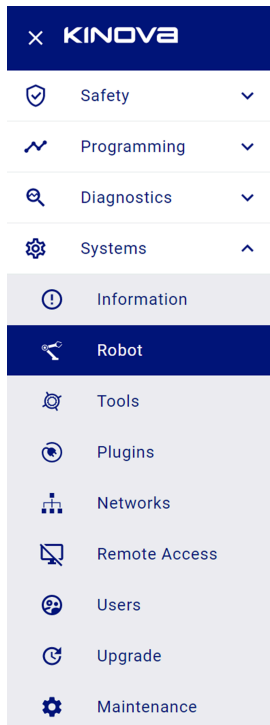 KINOVA
Safety
Programming
Diagnostics
Systems
Information
Robot
Tools
Plugins
Networks
Remote Access
Users
Upgrade
Maintenance